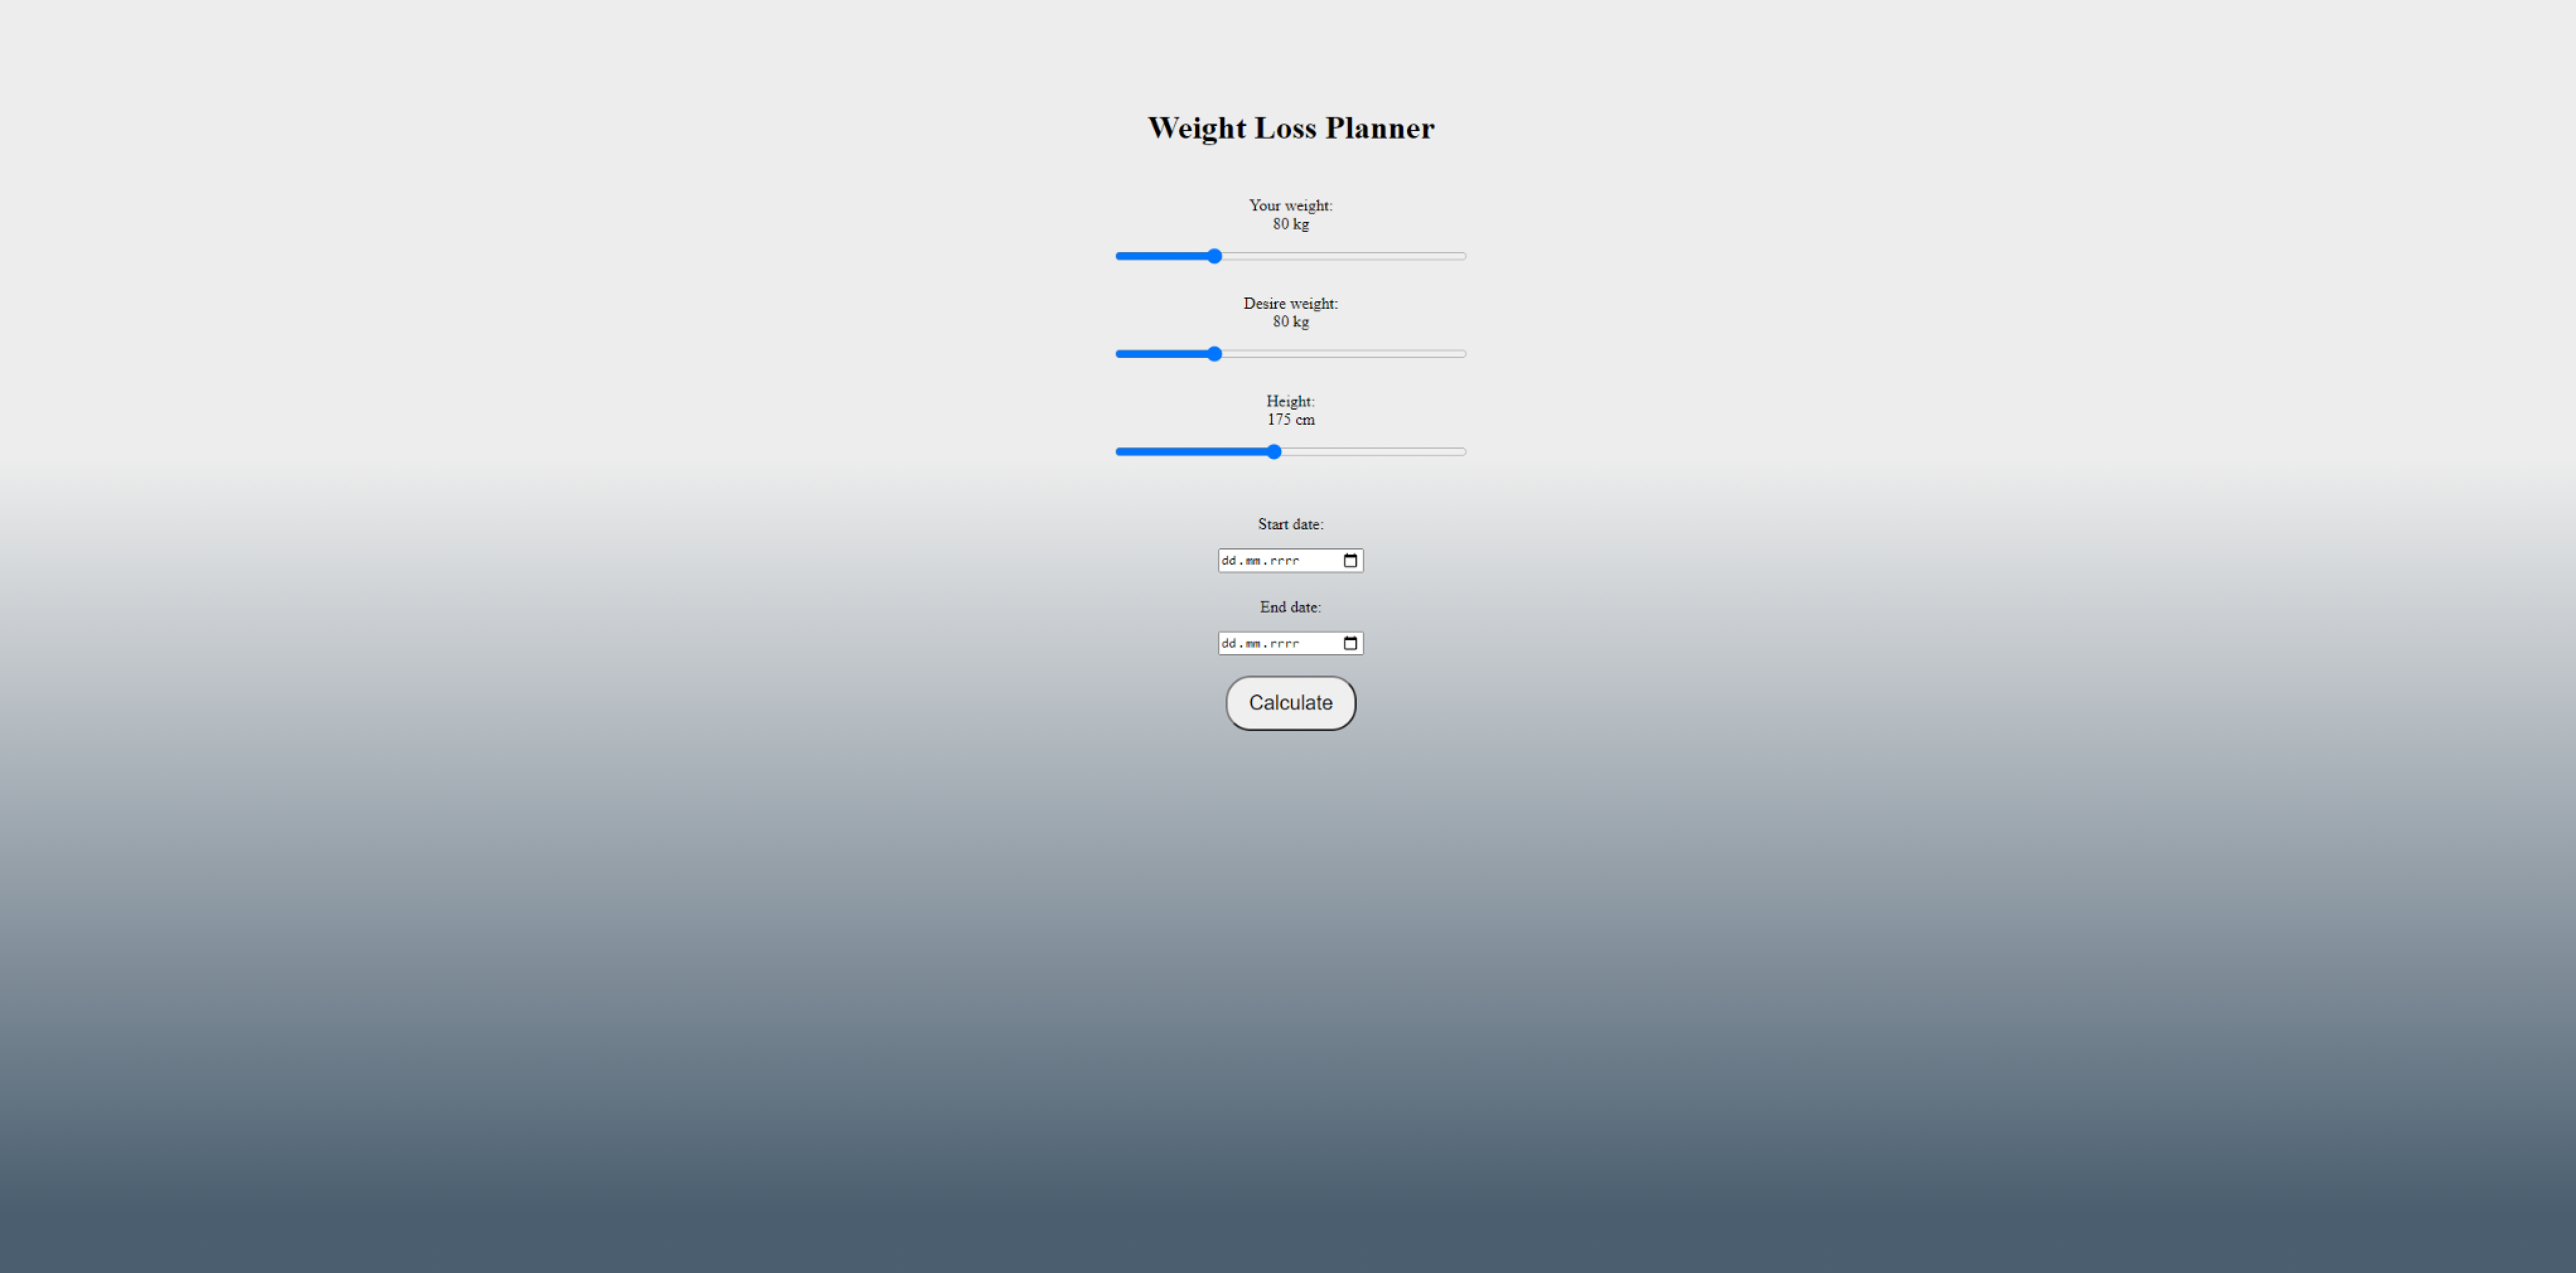 Weight Loss Planner
Your weight:
80 kg
Desire weight:
80 kg
Height:
175 cm
Start date:
dd.mm.rrrr
End date:
dd.mm.rrrr
Calculate